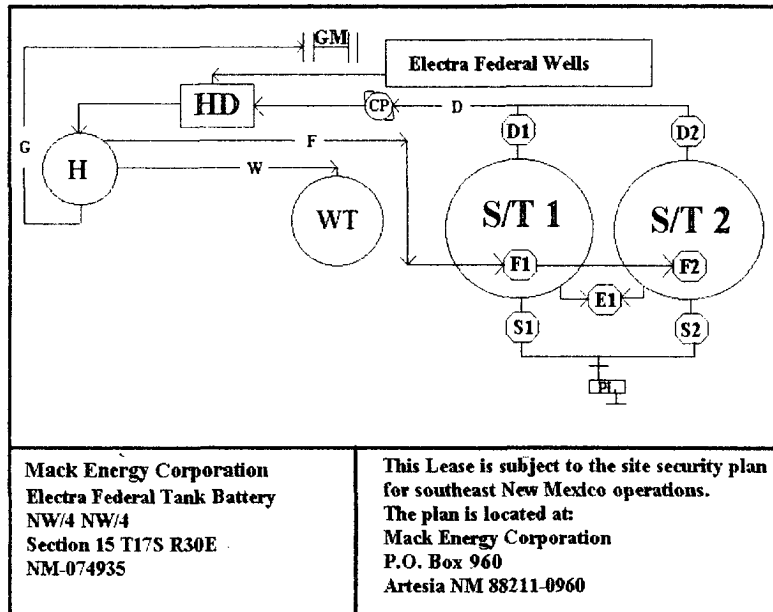 GM
Electra Federal Wells
HD
CP
D
D1
D2
G
F
H
W
WT
S/T 1
S/T 2
F1
F2
E1
S1
S2
PL
Mack Energy Corporation
Electra Federal Tank Battery
NW/4 NW/4
Section 15 T17S R30E
NM-074935
This Lease is subject to the site security plan
for southeast New Mexico operations.
The plan is located at:
Mack Energy Corporation
P.O. Box 960
Artesia NM 88211-0960